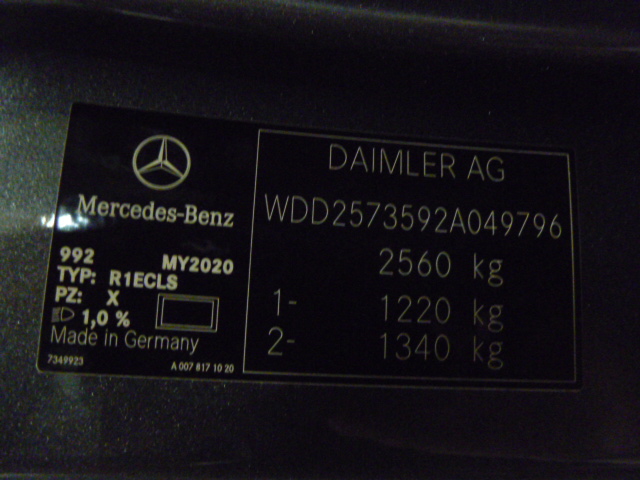 Mercedes-Benz
992 MY2020
TYP: R1ECLS
PZ: X
1,0 %
Made in Germany
7349923 A 007 817 10 20
DAIMLER AG
WDD2573592A049796
2560 kg
1- 1220 kg
2- 1340 kg